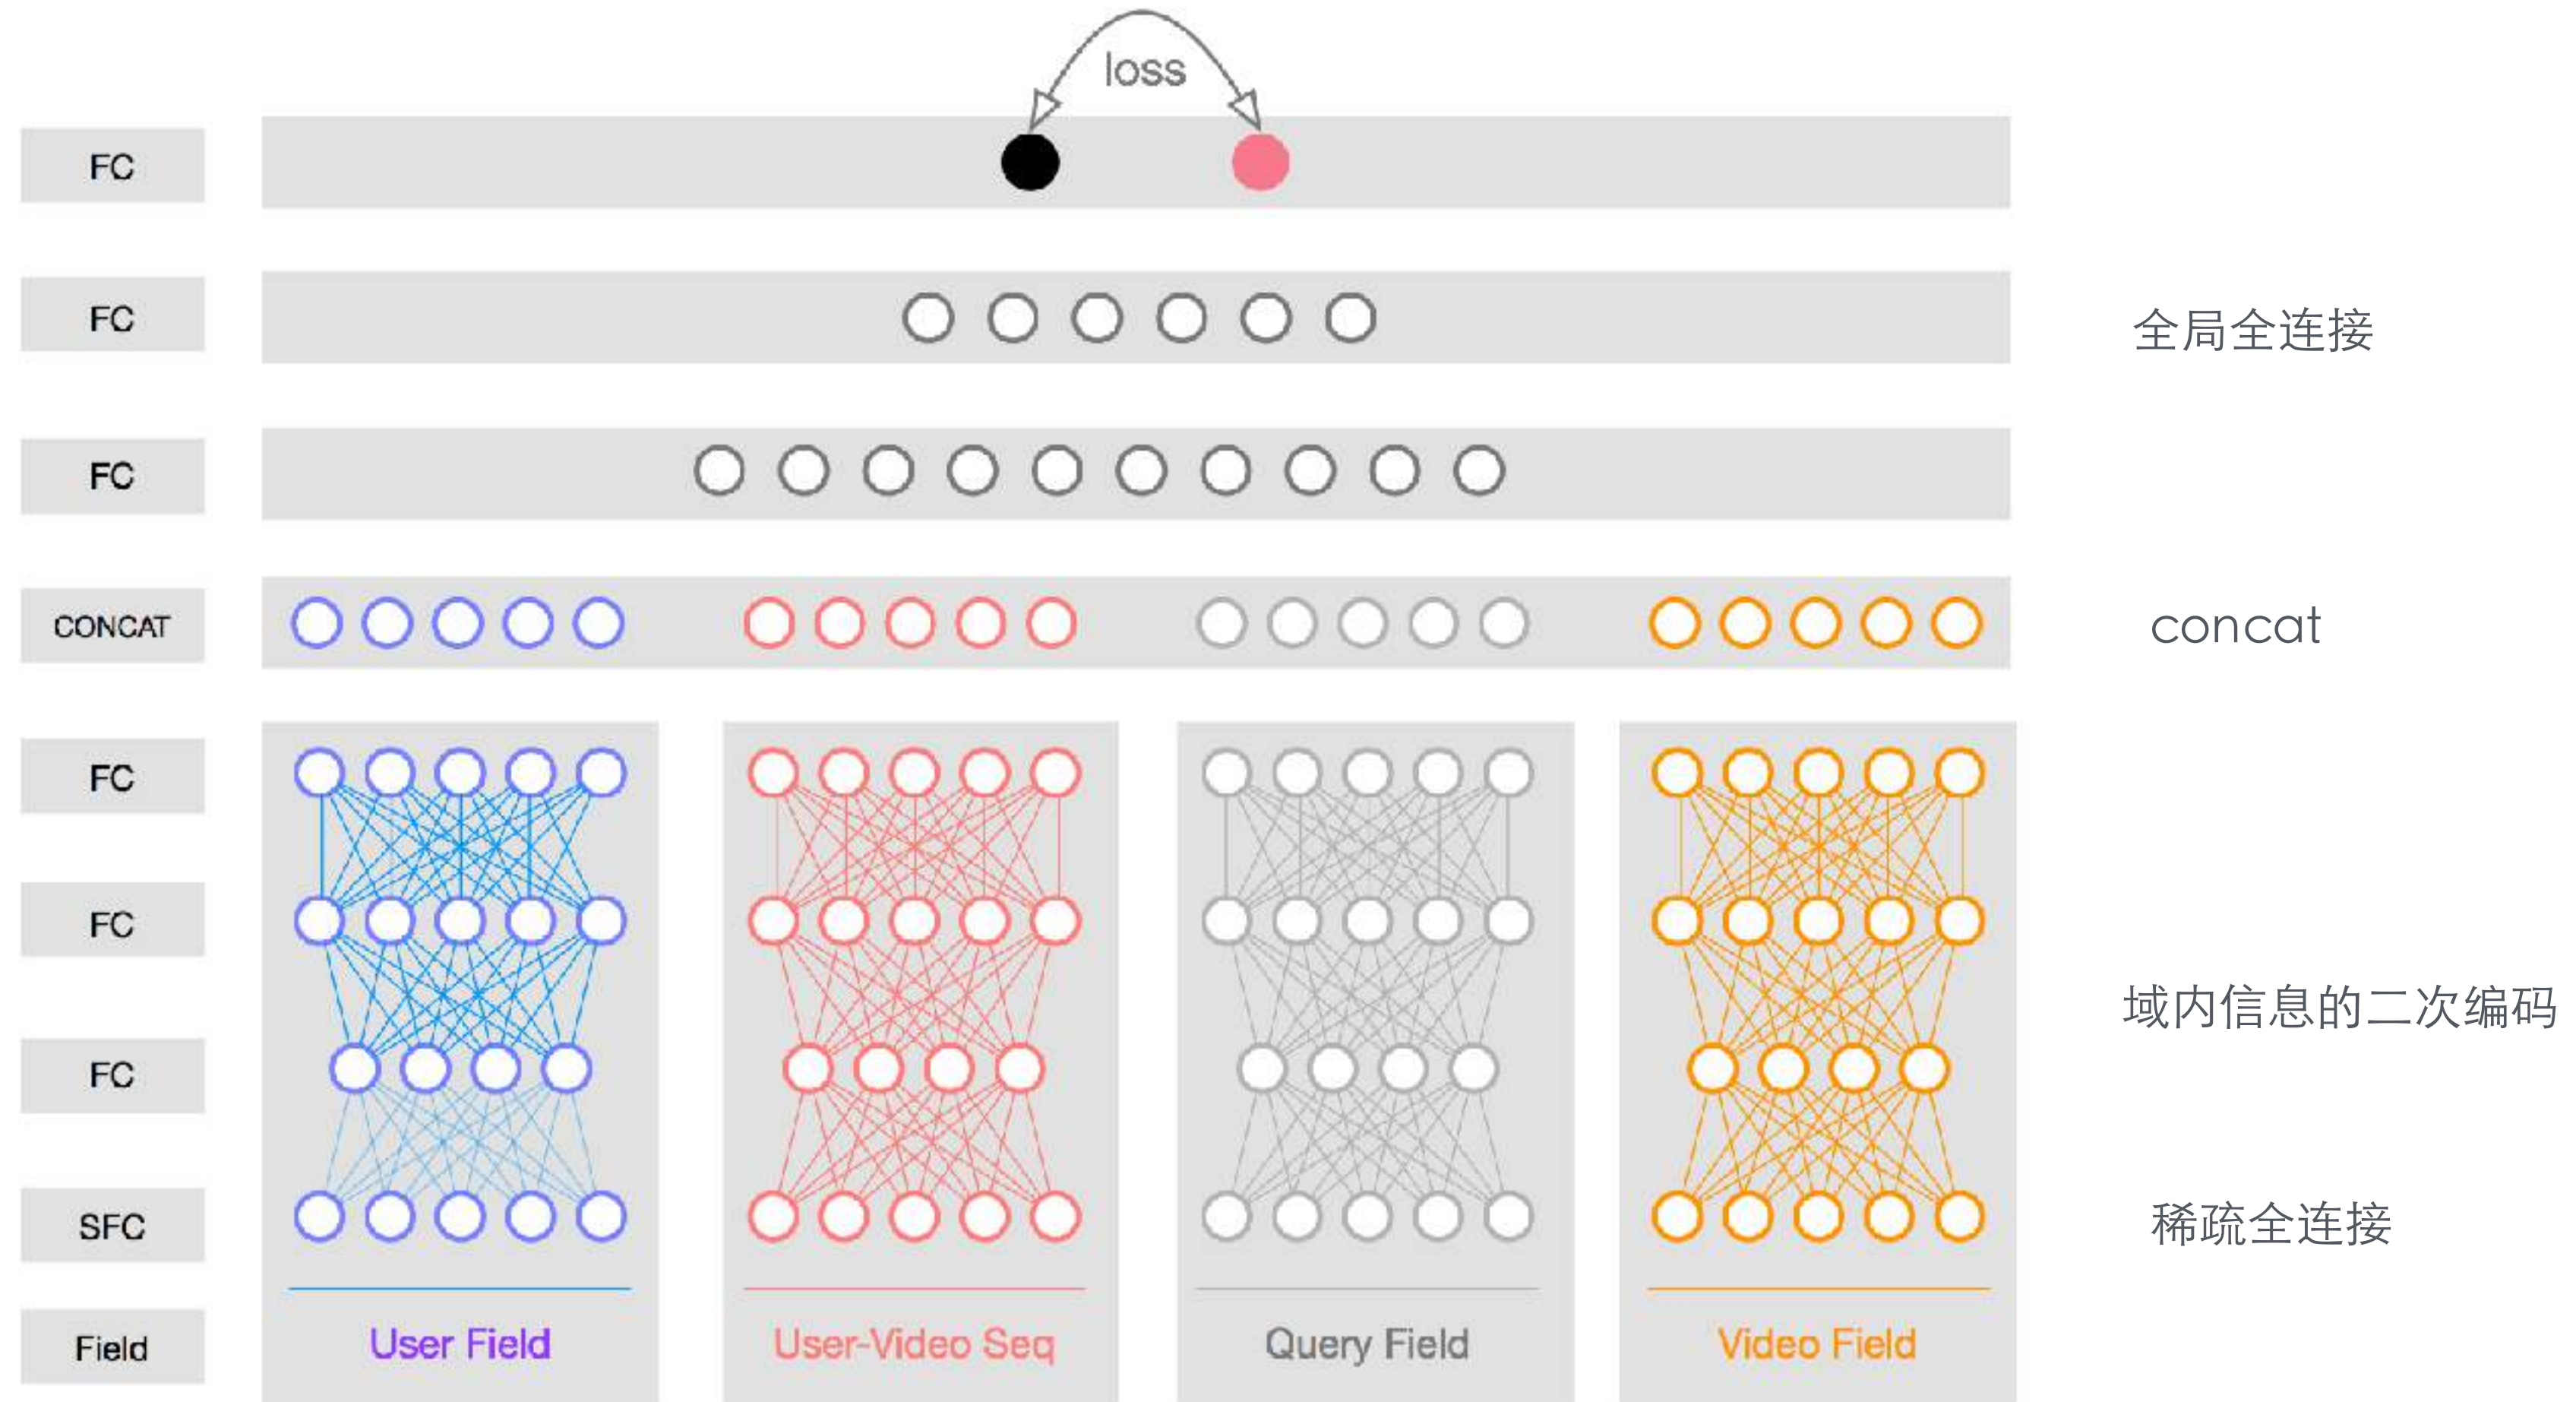 loss
FC
FC
全局全连接
FC
CONCAT
concat
FC
FC
域内信息的二次编码
FC
SFC
稀疏全连接
Field
User Field
User-Video Seq
Query Field
Video Field